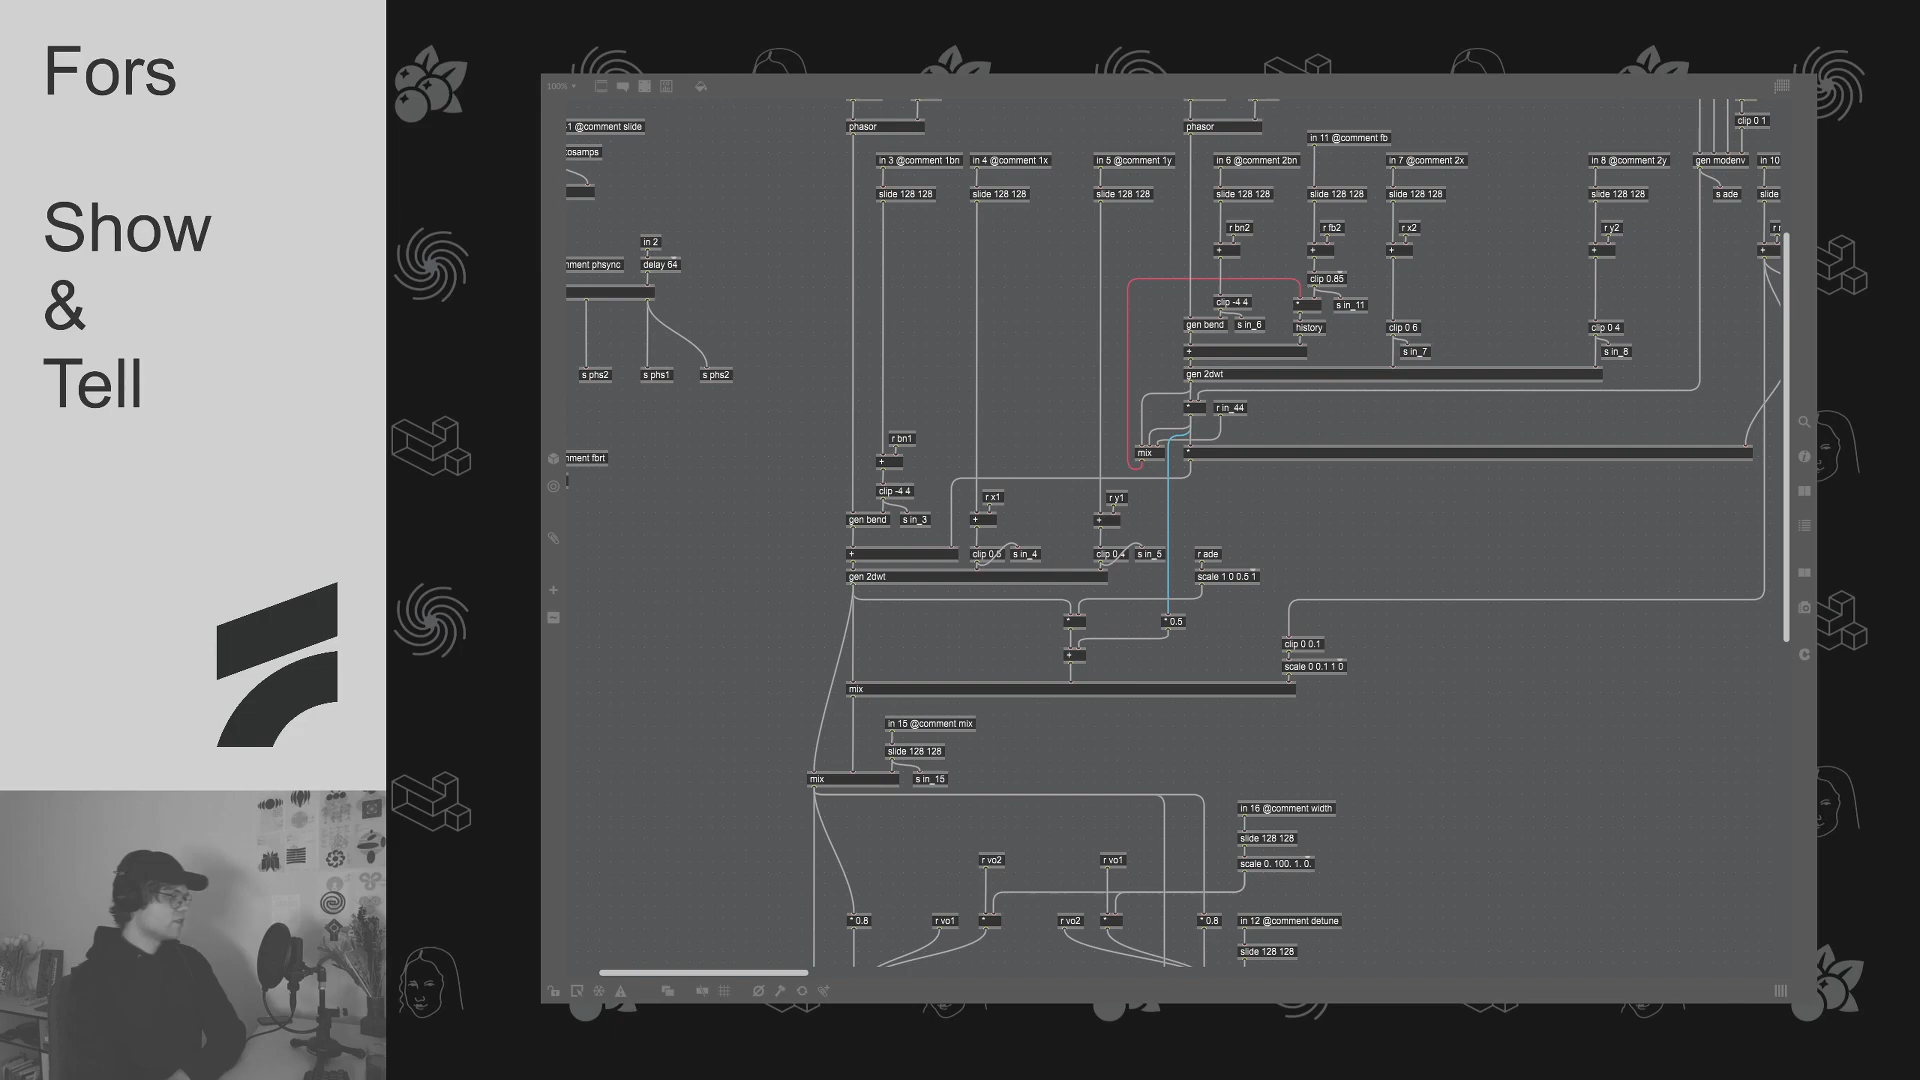 Fors
Show
&
Tell
100%
phasor
phasor
clip 0 1
1 @comment slide
in 11 @comment fb
tosamps
in 3 @comment 1bn
in 4 @comment 1x
in 5 @comment 1y
in 6 @comment 2bn
in 7 @comment 2x
in 8 @comment 2y
gen modenv
in 10
slide 128 128
slide 128 128
slide 128 128
slide 128 128
slide 128 128
slide 128 128
slide 128 128
s ade
slide
r bn2
r fb2
r x2
r y2
in 2
+
+
+
+
+
mment phsync
delay 64
clip 0.85
clip -4 4
*
s in_11
gen bend
s in_6
history
clip 0 6
clip 0 4
+
s in_7
s in_8
s phs2
s phs1
s phs2
gen 2dwt
*
r in_44
r bn1
mix
*
mment fbrt
+
clip -4 4
r x1
r y1
gen bend
s in_3
+
+
+
clip 0 6
s in_4
clip 0 4
s in_5
r ade
gen 2dwt
scale 1 0 0.5 1
*
* 0.5
clip 0 0.1
+
scale 0 0.1 1 0
mix
in 15 @comment mix
slide 128 128
mix
s in_15
in 16 @comment width
slide 128 128
r vo2
r vo1
scale 0. 100. 1. 0.
* 0.8
r vo1
*
r vo2
*
* 0.8
in 12 @comment detune
slide 128 128